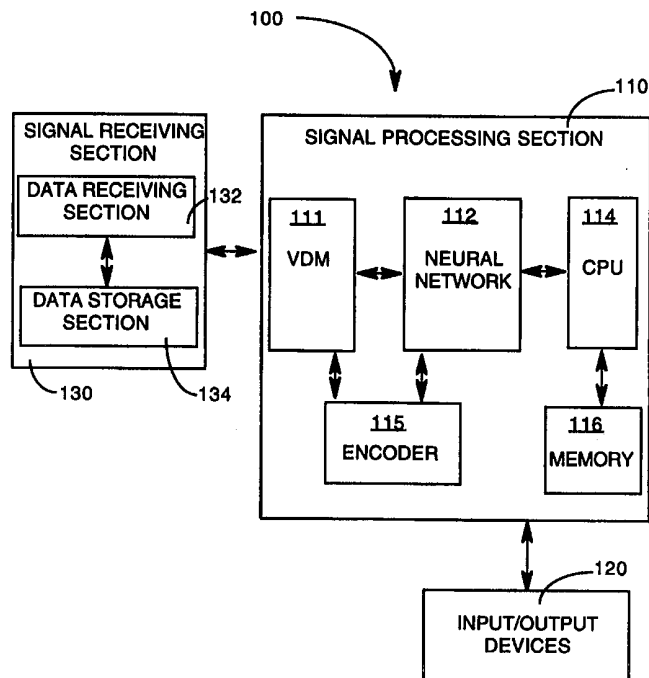 100
110
SIGNAL RECEIVING
SECTION
DATA RECEIVING
SECTION
132
DATA STORAGE
SECTION
130
134
SIGNAL PROCESSING SECTION
111
VDM
112
NEURAL
NETWORK
114
CPU
115
ENCODER
116
MEMORY
120
INPUT/OUTPUT
DEVICES